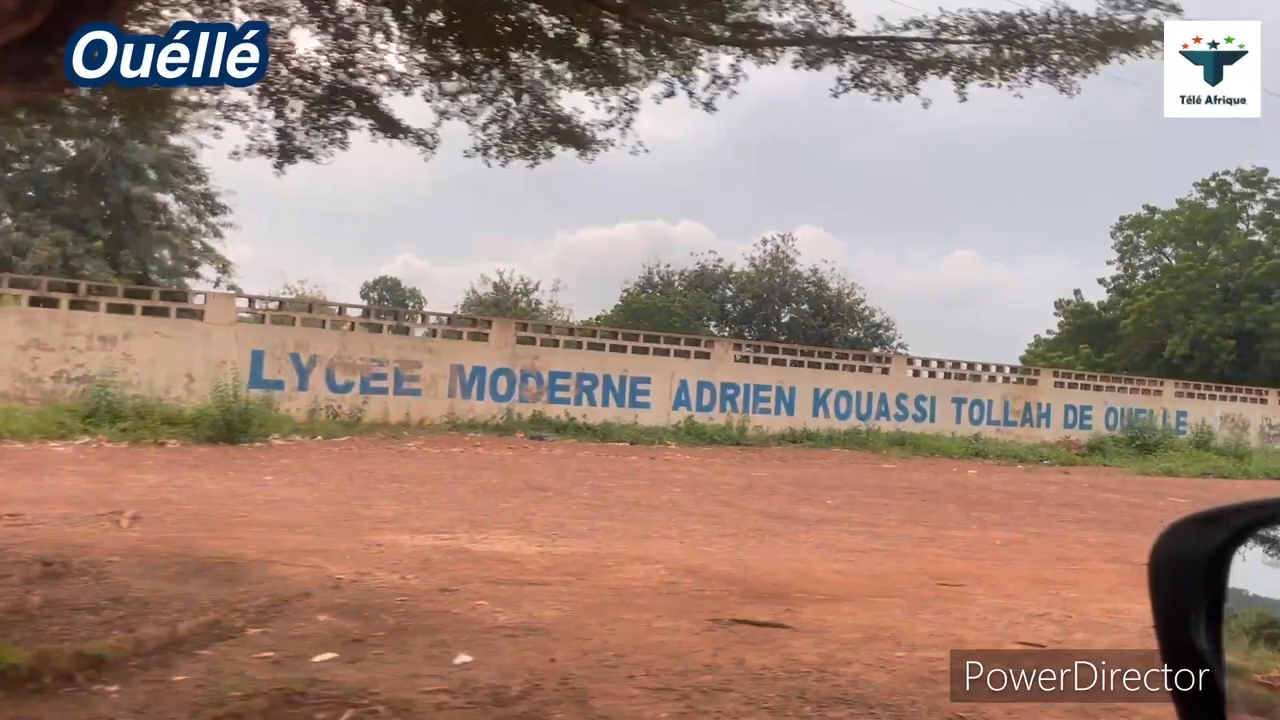 Ouéllé
Télé Afrique
LYCEE MODERNE ADRIEN KOUASSI TOLLAH DE OUELLE
PowerDirector